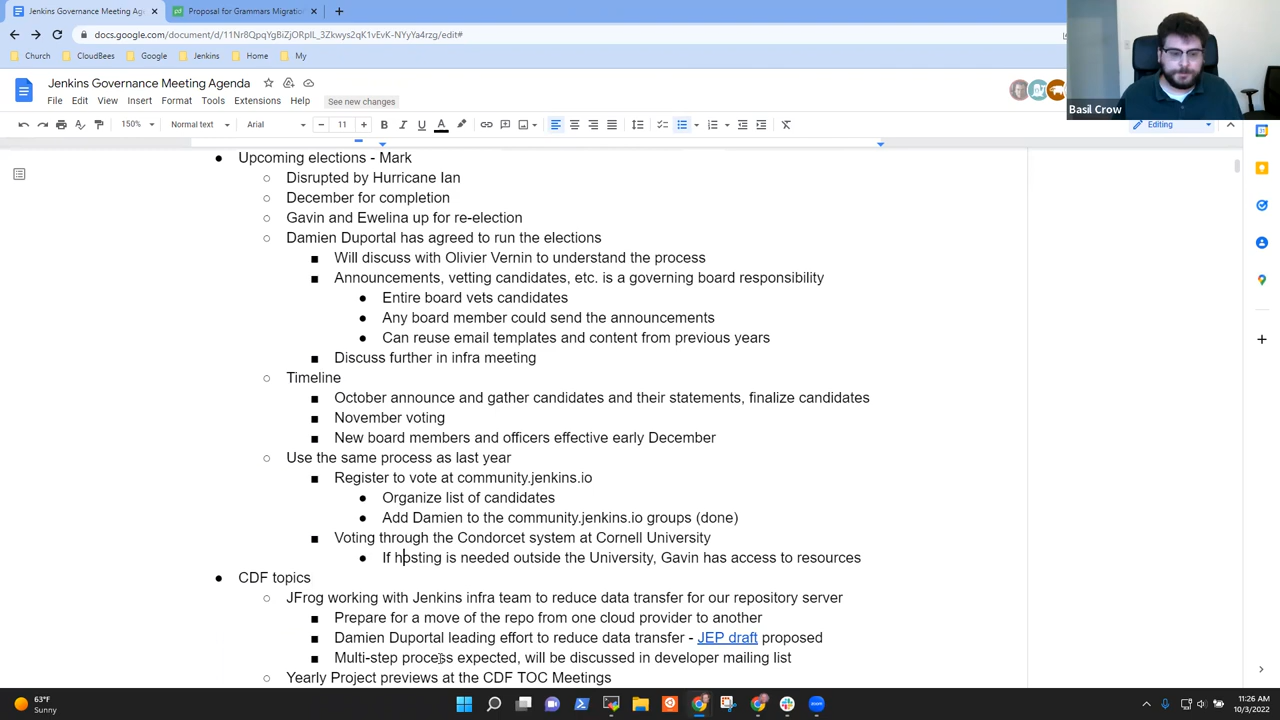 Jenkins Governance Meeting Agenda
Proposal for Grammars Migration
docs.google.com/document/d/11Nr8QpqYgBiZjORpIL_3Zkwys2qK1vEvK-NYyYa4rzg/edit#
Church CloudBees Google Jenkins Home My
Jenkins Governance Meeting Agenda
File Edit View Insert Format Tools Extensions Help See new changes
150% Normal text Arial 11 Editing
Basil Crow
Upcoming elections - Mark
Disrupted by Hurricane Ian
December for completion
Gavin and Ewelina up for re-election
Damien Duportal has agreed to run the elections
Will discuss with Olivier Vernin to understand the process
Announcements, vetting candidates, etc. is a governing board responsibility
Entire board vets candidates
Any board member could send the announcements
Can reuse email templates and content from previous years
Discuss further in infra meeting
Timeline
October announce and gather candidates and their statements, finalize candidates
November voting
New board members and officers effective early December
Use the same process as last year
Register to vote at community.jenkins.io
Organize list of candidates
Add Damien to the community.jenkins.io groups (done)
Voting through the Condorcet system at Cornell University
If hosting is needed outside the University, Gavin has access to resources
CDF topics
JFrog working with Jenkins infra team to reduce data transfer for our repository server
Prepare for a move of the repo from one cloud provider to another
Damien Duportal leading effort to reduce data transfer - JEP draft proposed
Multi-step process expected, will be discussed in developer mailing list
Yearly Project previews at the CDF TOC Meetings
63°F
Sunny
11:26 AM
10/3/2022